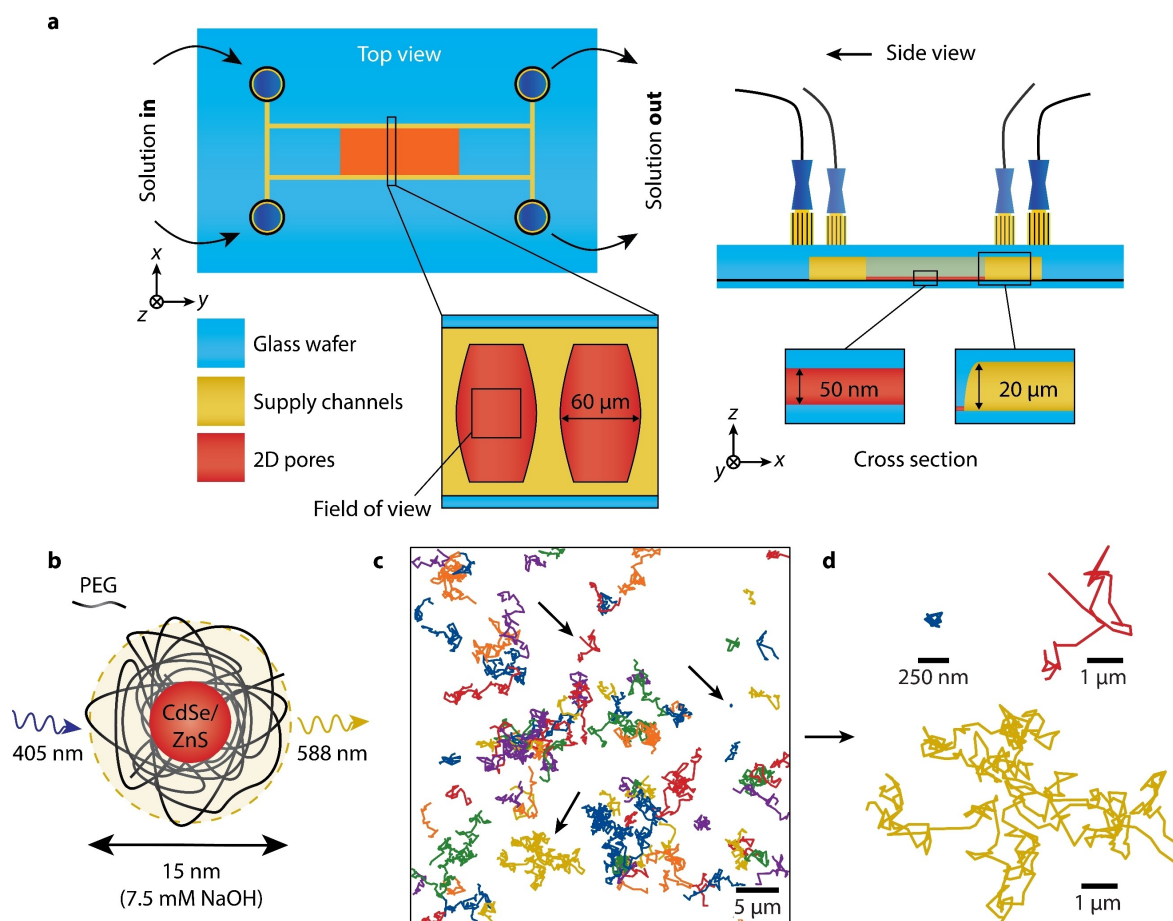 a
Top view
Solution in
Solution out
x
y
z
Glass wafer
Supply channels
2D pores
60 µm
Field of view
Side view
50 nm
20 µm
z
y
x
Cross section
b
PEG
CdSe/
ZnS
405 nm
588 nm
15 nm
(7.5 mM NaOH)
c
5 µm
d
250 nm
1 µm
1 µm